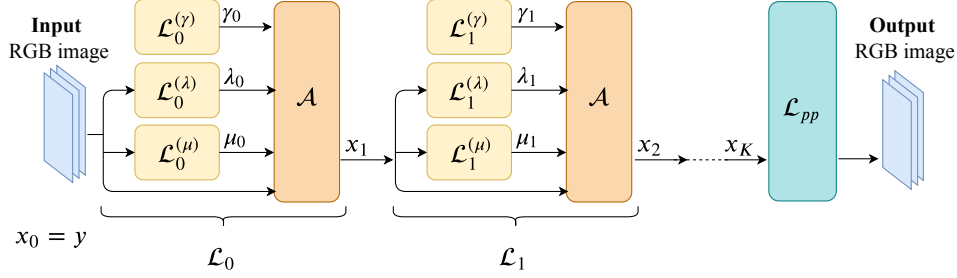 Input
RGB image
x₀ = y
ℒ₀^(γ)
γ₀
ℒ₀^(λ)
λ₀
ℒ₀^(μ)
μ₀
𝒜
x₁
ℒ₀
ℒ₁^(γ)
γ₁
ℒ₁^(λ)
λ₁
ℒ₁^(μ)
μ₁
𝒜
x₂
ℒ₁
x_K
ℒ_pp
Output
RGB image